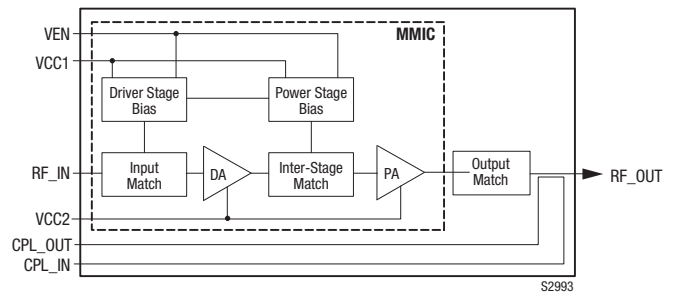 VEN
MMIC
VCC1
Driver Stage
Bias
Power Stage
Bias
RF_IN
Input
Match
DA
Inter-Stage
Match
PA
Output
Match
RF_OUT
VCC2
CPL_OUT
CPL_IN
S2993